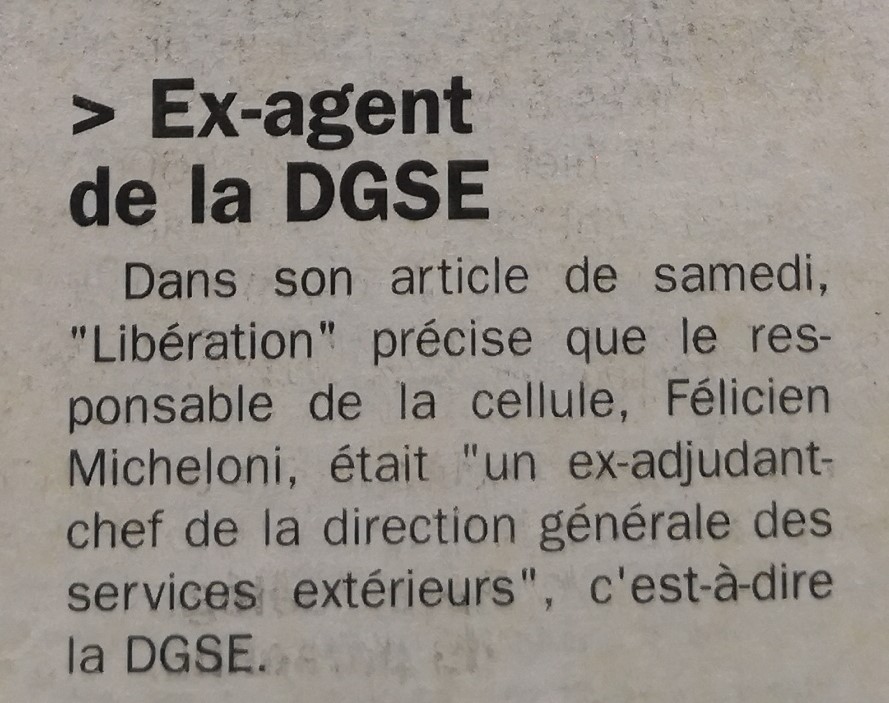 > Ex-agent
de la DGSE
Dans son article de samedi,
"Libération" précise que le res-
ponsable de la cellule, Félicien
Micheloni, était "un ex-adjudant-
chef de la direction générale des
services extérieurs", c'est-à-dire
la DGSE.